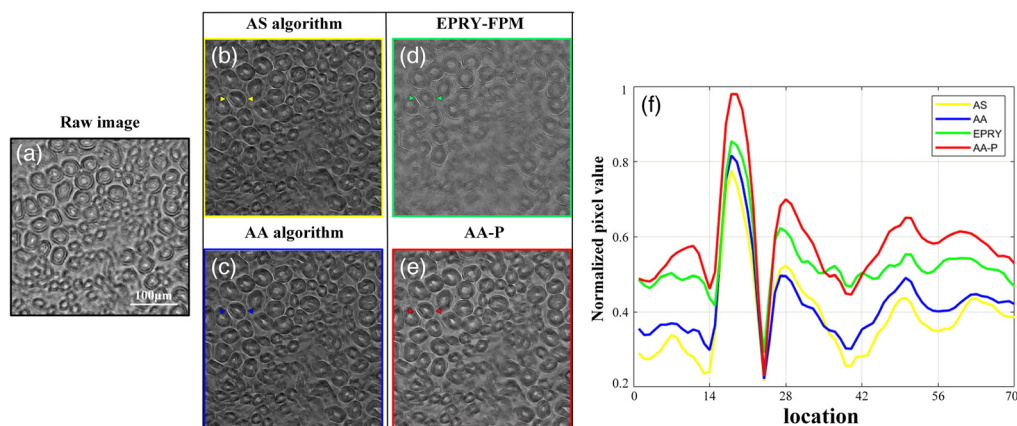 Raw image
(a)
100μm
AS algorithm
(b)
EPRY-FPM
(d)
AA algorithm
(c)
AA-P
(e)
(f)
AS
AA
EPRY
AA-P
Normalized pixel value
1
0.8
0.6
0.4
0.2
0 14 28 42 56 70
location